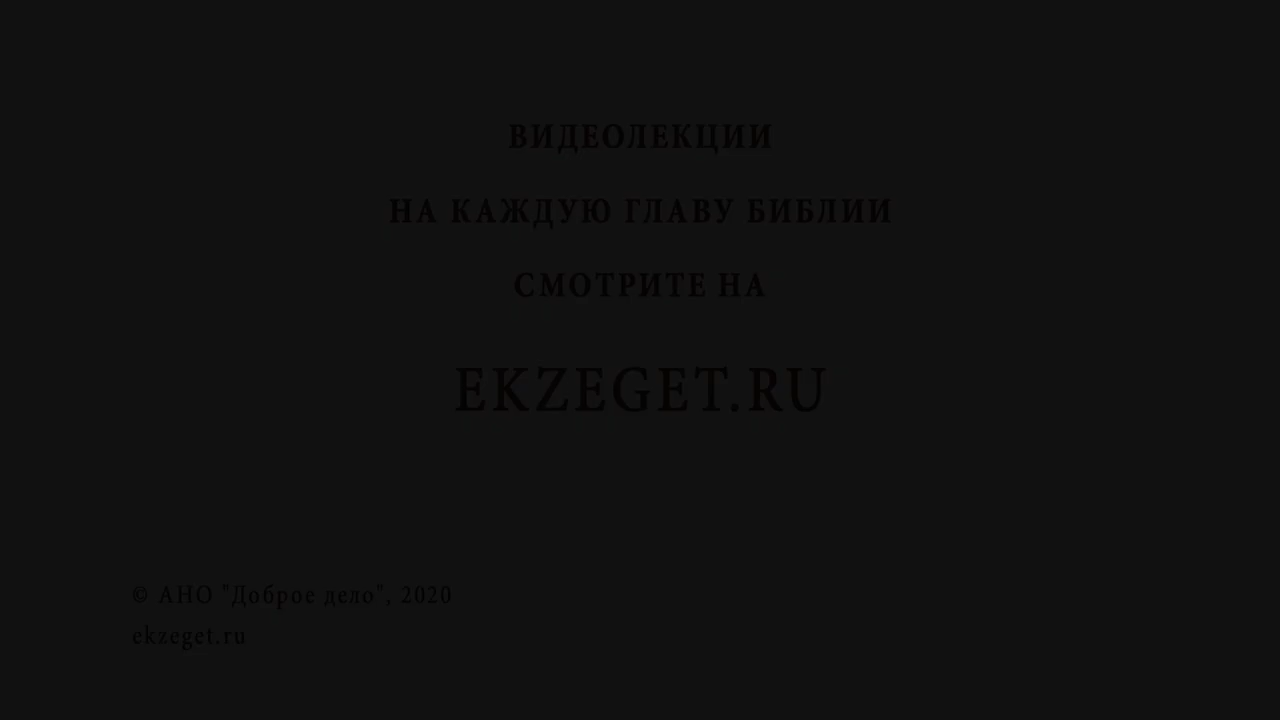 ВИДЕОЛЕКЦИИ
НА КАЖДУЮ ГЛАВУ БИБЛИИ
СМОТРИТЕ НА
EKZEGET.RU
© АНО "Доброе дело", 2020
ekzeget.ru